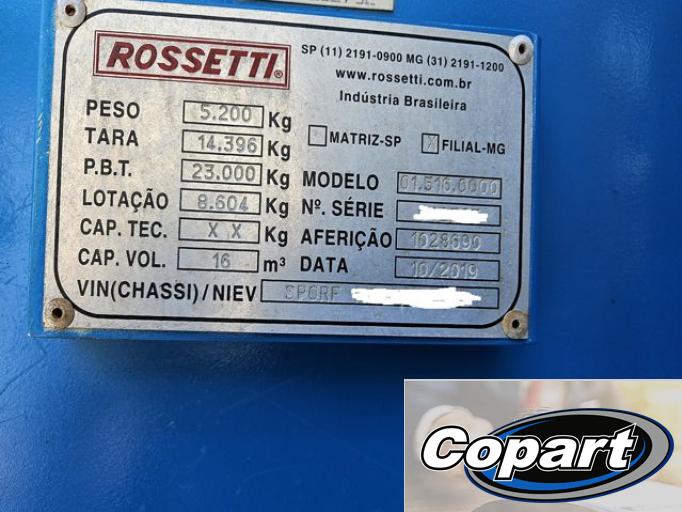 ROSSETTI®
SP (11) 2191-0900 MG (31) 2191-1200
www.rossetti.com.br
Indústria Brasileira
PESO 5.200 Kg
TARA 14.396 Kg
MATRIZ-SP X FILIAL-MG
P.B.T. 23.000 Kg MODELO 01.516.0000
LOTAÇÃO 8.604 Kg Nº. SÉRIE
CAP. TEC. X X Kg AFERIÇÃO 1628690
CAP. VOL. 16 m³ DATA 10/2019
VIN(CHASSI)/NIEV SPGRF
Copart